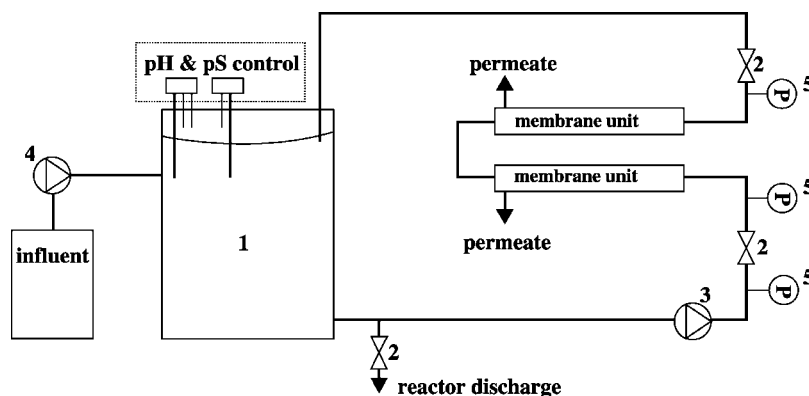 pH & pS control
permeate
2
5
P
membrane unit
4
membrane unit
5
P
permeate
influent
1
2
5
P
3
2
reactor discharge